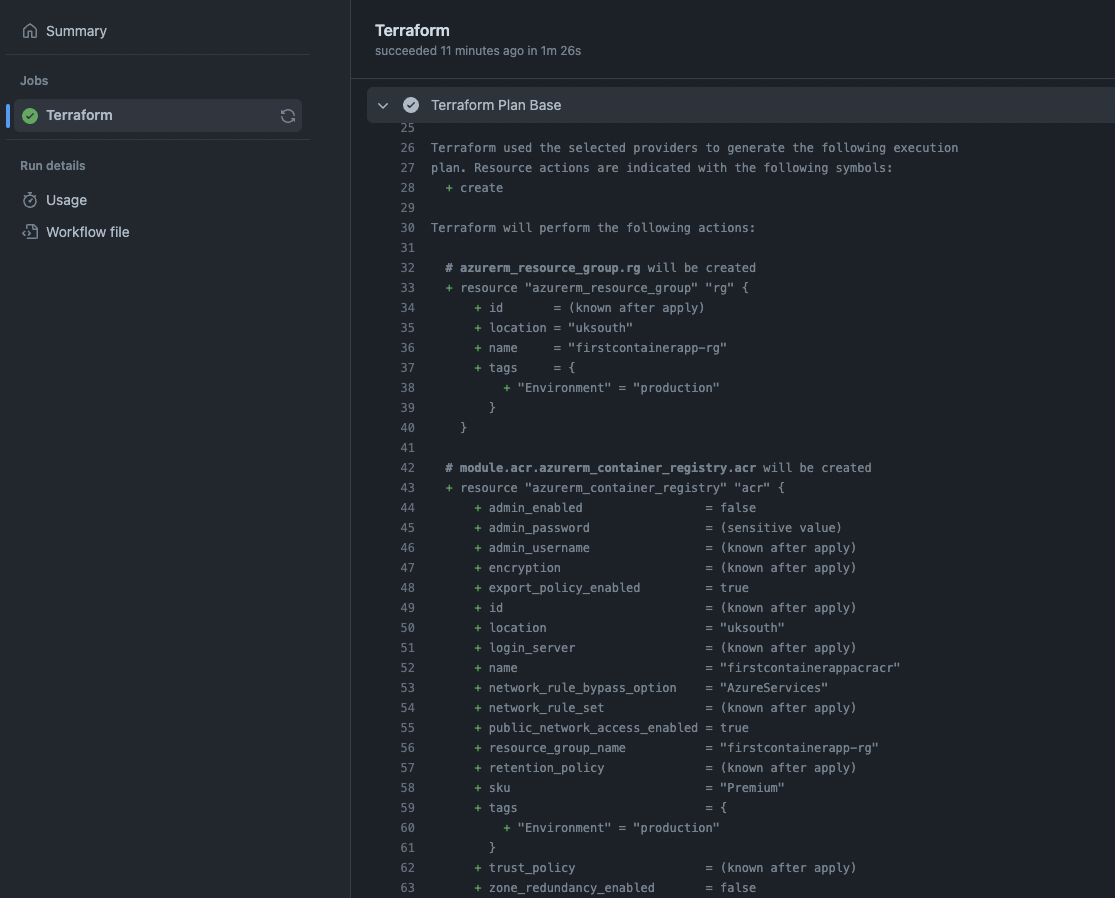 Summary
Jobs
Terraform
Run details
Usage
Workflow file
Terraform
succeeded 11 minutes ago in 1m 26s
Terraform Plan Base
25
26 Terraform used the selected providers to generate the following execution
27 plan. Resource actions are indicated with the following symbols:
28   + create
29
30 Terraform will perform the following actions:
31
32   # azurerm_resource_group.rg will be created
33   + resource "azurerm_resource_group" "rg" {
34       + id       = (known after apply)
35       + location = "uksouth"
36       + name     = "firstcontainerapp-rg"
37       + tags     = {
38           + "Environment" = "production"
39         }
40     }
41
42   # module.acr.azurerm_container_registry.acr will be created
43   + resource "azurerm_container_registry" "acr" {
44       + admin_enabled                 = false
45       + admin_password                = (sensitive value)
46       + admin_username                = (known after apply)
47       + encryption                    = (known after apply)
48       + export_policy_enabled         = true
49       + id                            = (known after apply)
50       + location                      = "uksouth"
51       + login_server                  = (known after apply)
52       + name                          = "firstcontainerappacracr"
53       + network_rule_bypass_option    = "AzureServices"
54       + network_rule_set              = (known after apply)
55       + public_network_access_enabled = true
56       + resource_group_name           = "firstcontainerapp-rg"
57       + retention_policy              = (known after apply)
58       + sku                           = "Premium"
59       + tags                          = {
60           + "Environment" = "production"
61         }
62       + trust_policy                  = (known after apply)
63       + zone_redundancy_enabled       = false